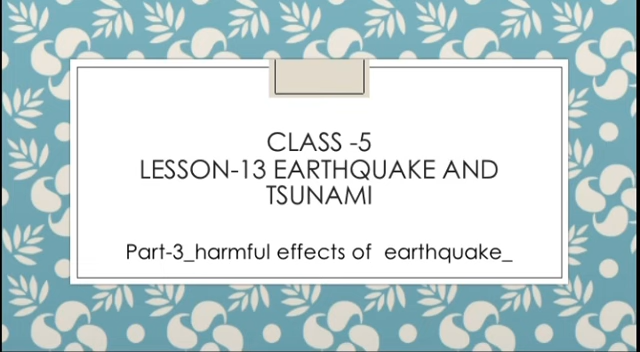 CLASS -5
LESSON-13 EARTHQUAKE AND
TSUNAMI
Part-3_harmful effects of  earthquake_